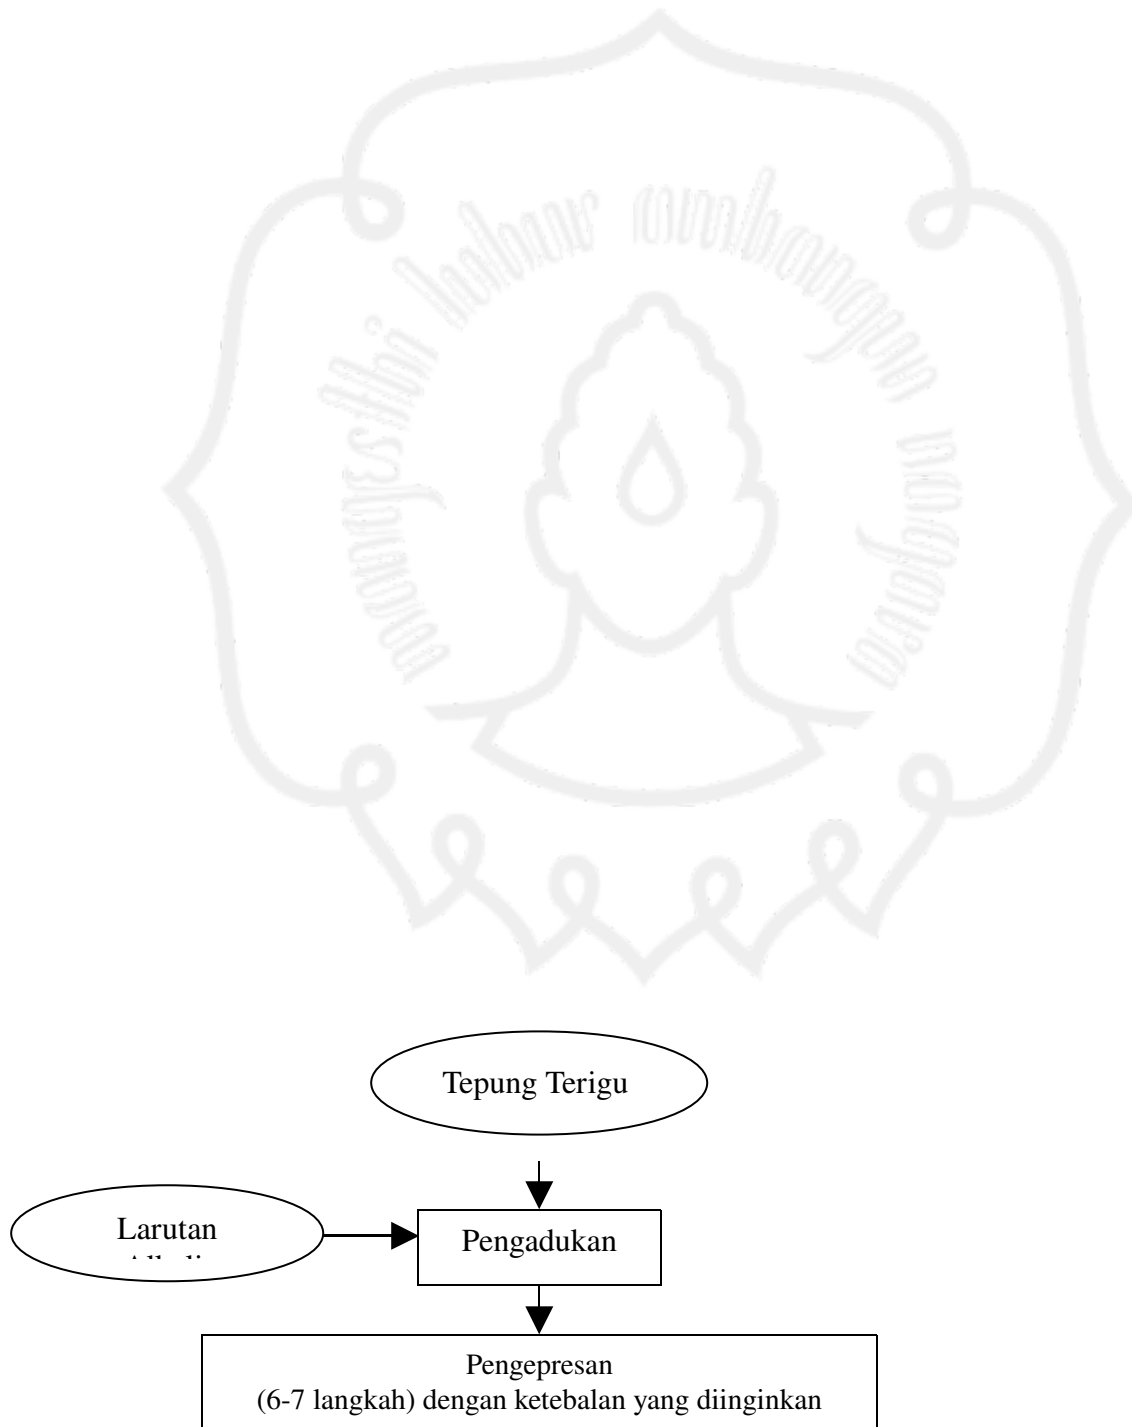 Tepung Terigu
Larutan
Pengadukan
Pengepresan
(6-7 langkah) dengan ketebalan yang diinginkan